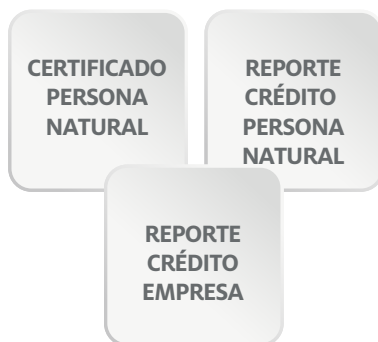 CERTIFICADO
PERSONA
NATURAL
REPORTE
CRÉDITO
PERSONA
NATURAL
REPORTE
CRÉDITO
EMPRESA